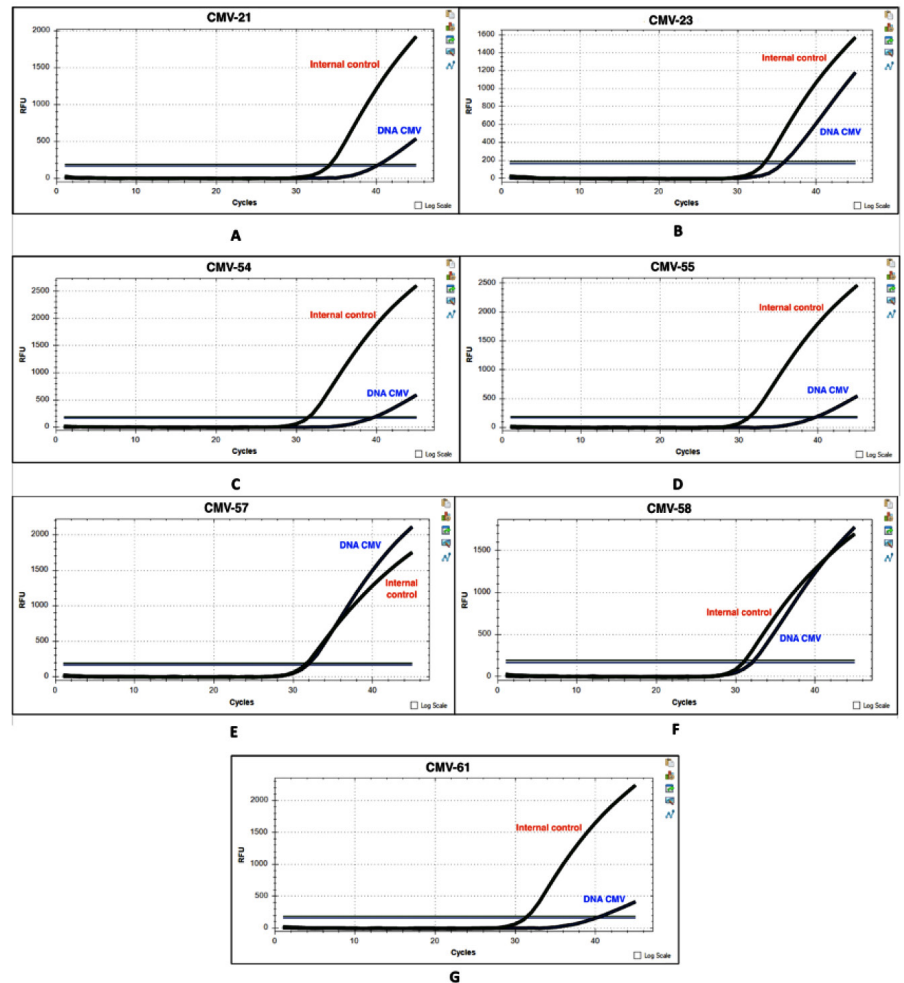 CMV-21
2000
1500
1000
500
0
RFU
0 10 20 30 40
Cycles
Internal control
DNA CMV
Log Scale
A
CMV-23
1600
1400
1200
1000
800
600
400
200
0
RFU
0 10 20 30 40
Cycles
Internal control
DNA CMV
Log Scale
B
CMV-54
2500
2000
1500
1000
500
0
RFU
0 10 20 30 40
Cycles
Internal control
DNA CMV
Log Scale
C
CMV-55
2500
2000
1500
1000
500
0
RFU
0 10 20 30 40
Cycles
Internal control
DNA CMV
Log Scale
D
CMV-57
2000
1500
1000
500
0
RFU
0 10 20 30 40
Cycles
DNA CMV
Internal
control
Log Scale
E
CMV-58
1500
1000
500
0
RFU
0 10 20 30 40
Cycles
Internal control
DNA CMV
Log Scale
F
CMV-61
2000
1500
1000
500
0
RFU
0 10 20 30 40
Cycles
Internal control
DNA CMV
Log Scale
G